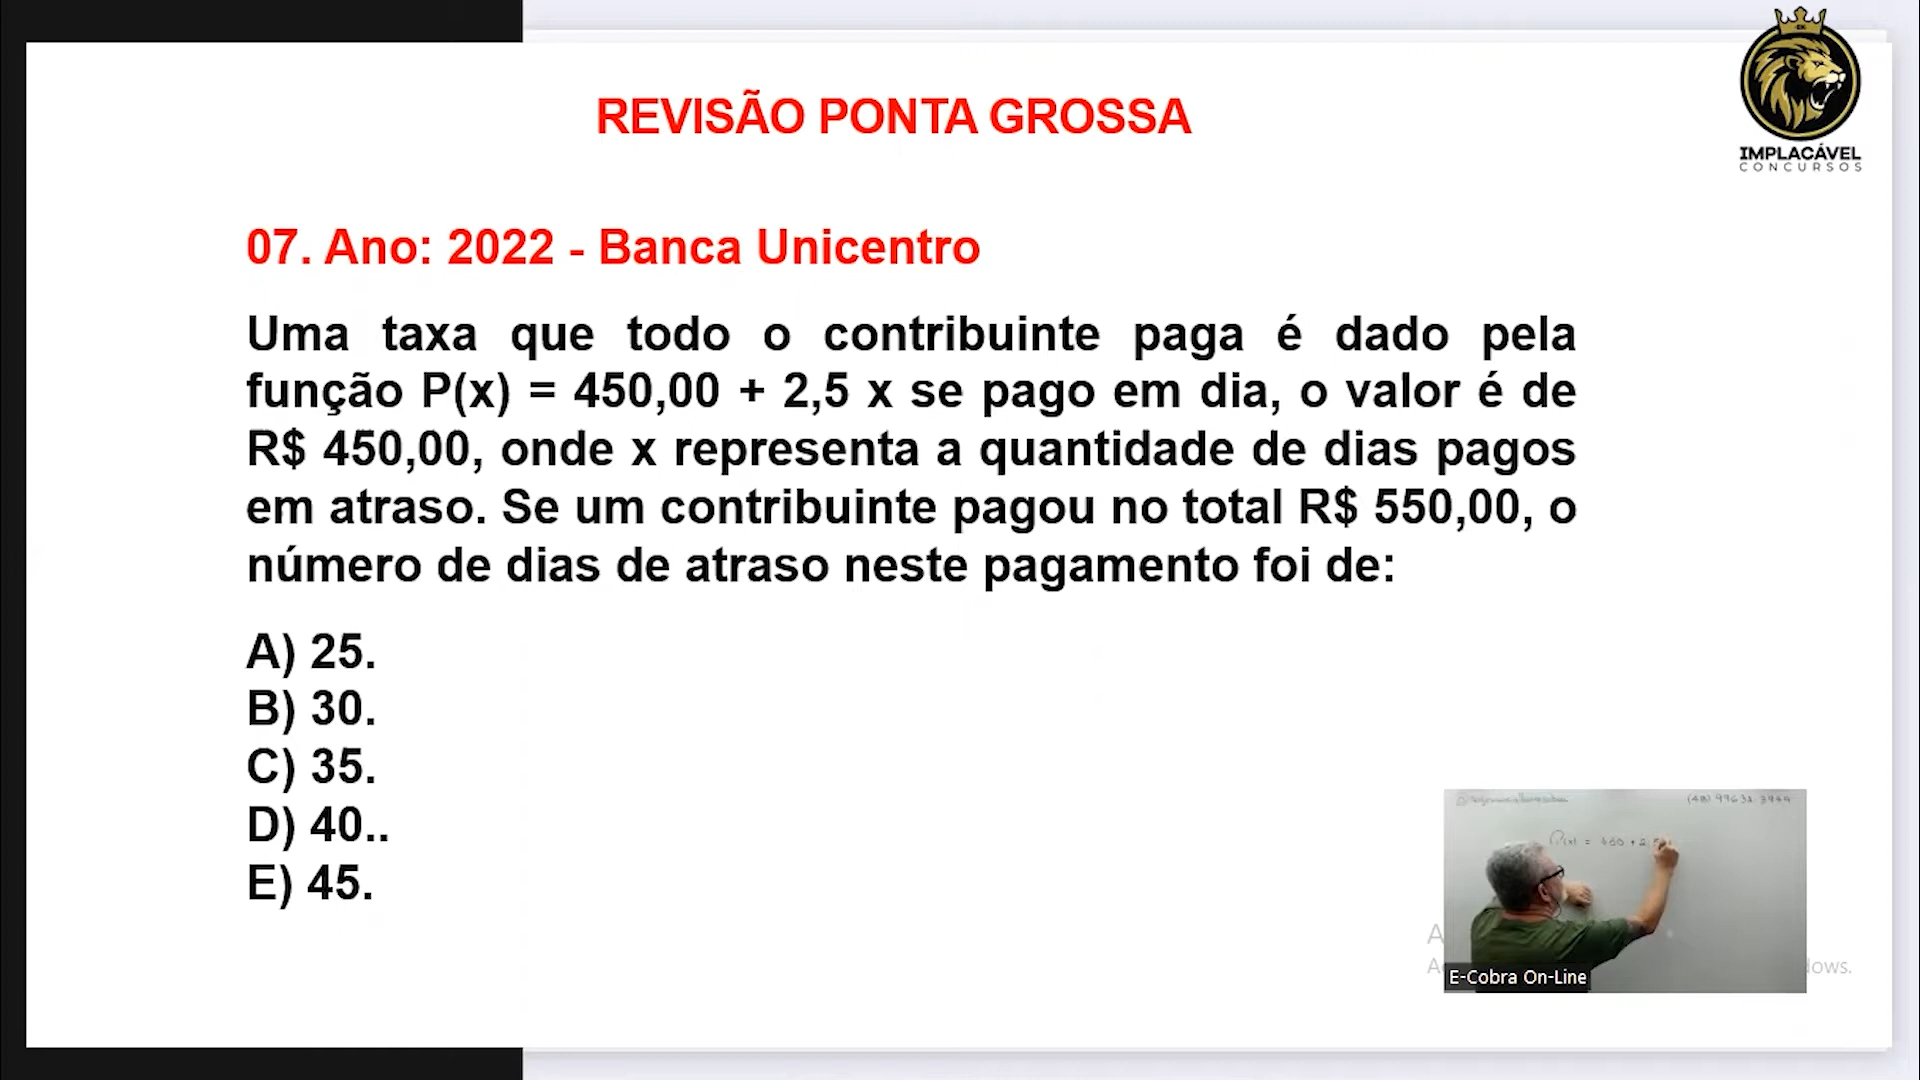 IMPLACÁVEL
CONCURSOS
REVISÃO PONTA GROSSA
07. Ano: 2022 - Banca Unicentro
Uma taxa que todo o contribuinte paga é dado pela
função P(x) = 450,00 + 2,5 x se pago em dia, o valor é de
R$ 450,00, onde x representa a quantidade de dias pagos
em atraso. Se um contribuinte pagou no total R$ 550,00, o
número de dias de atraso neste pagamento foi de:
A) 25.
B) 30.
C) 35.
D) 40..
E) 45.
P(x) = 450 + 2,5
E-Cobra On-Line